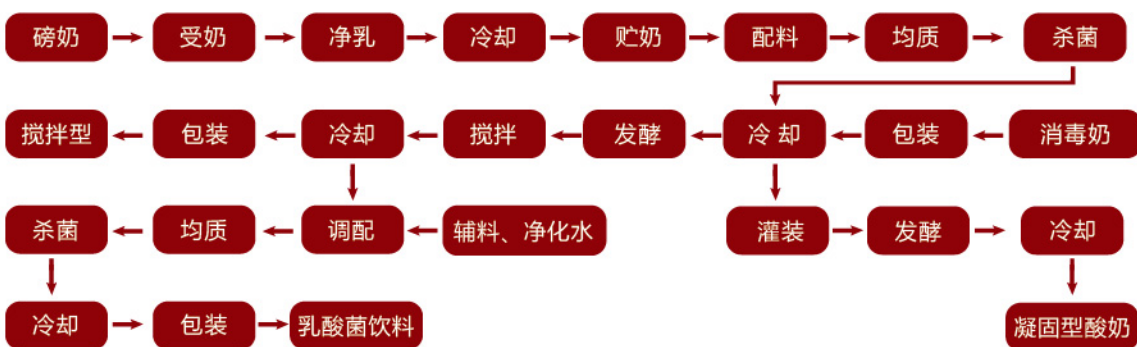 磅奶 受奶 净乳 冷却 贮奶 配料 均质 杀菌
搅拌型 包装 冷却 搅拌 发酵 冷却 包装 消毒奶
杀菌 均质 调配 辅料、净化水 灌装 发酵 冷却
冷却 包装 乳酸菌饮料 凝固型酸奶